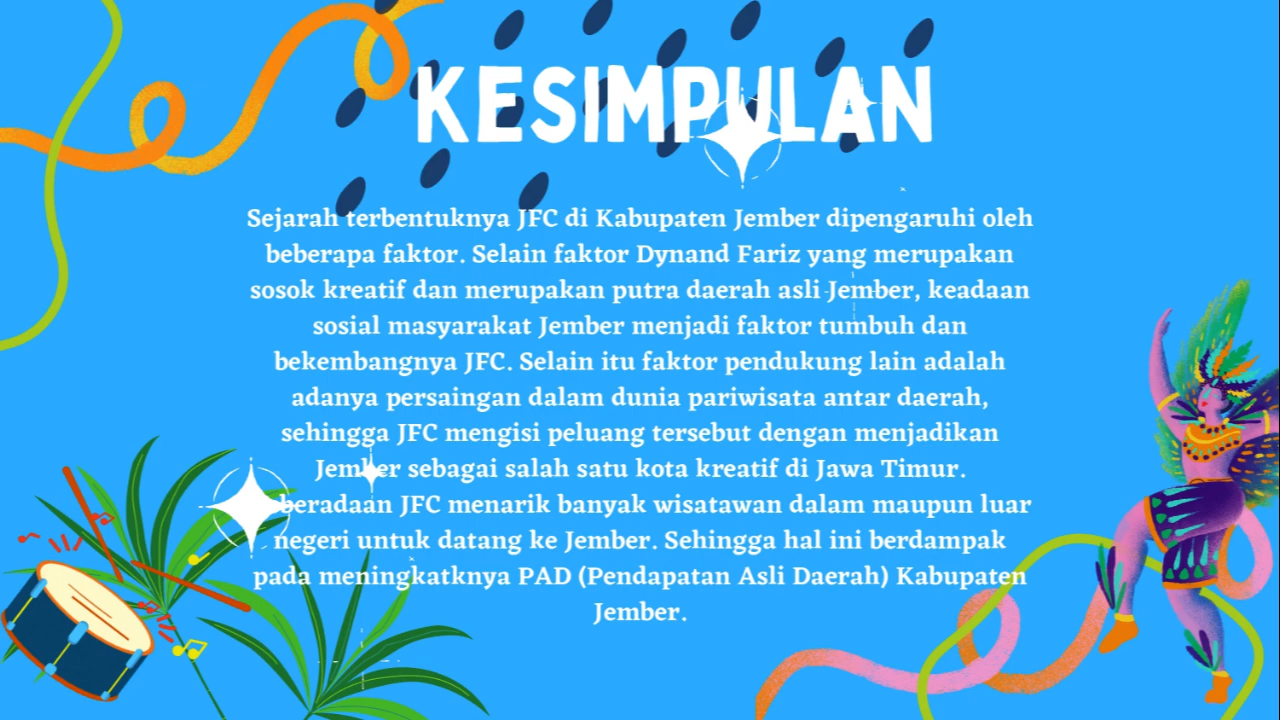 KESIMPULAN
Sejarah terbentuknya JFC di Kabupaten Jember dipengaruhi oleh
beberapa faktor. Selain faktor Dynand Fariz yang merupakan
sosok kreatif dan merupakan putra daerah asli Jember, keadaan
sosial masyarakat Jember menjadi faktor tumbuh dan
bekembangnya JFC. Selain itu faktor pendukung lain adalah
adanya persaingan dalam dunia pariwisata antar daerah,
sehingga JFC mengisi peluang tersebut dengan menjadikan
Jember sebagai salah satu kota kreatif di Jawa Timur.
JFC menarik banyak wisatawan dalam maupun luar
negeri untuk datang ke Jember. Sehingga hal ini berdampak
pada meningkatknya PAD (Pendapatan Asli Daerah) Kabupaten
Jember.